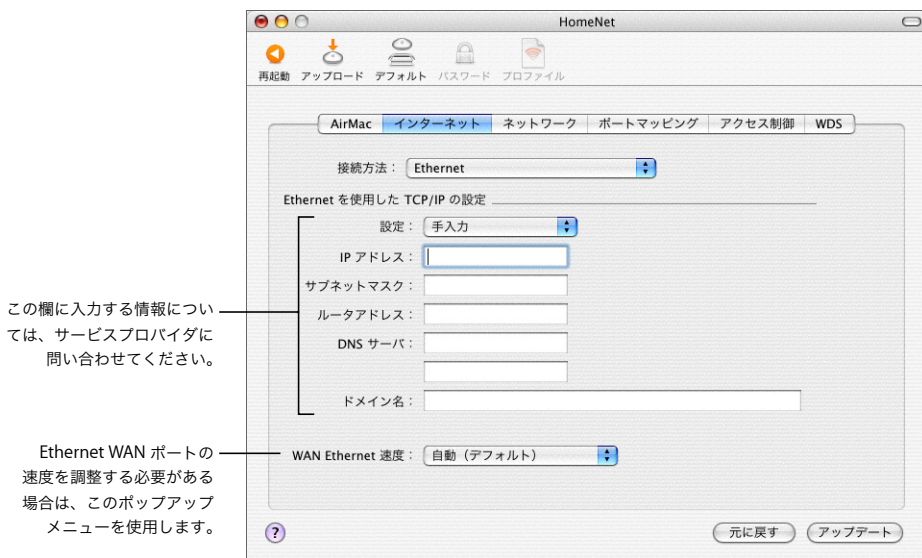 HomeNet
再起動 アップロード デフォルト パスワード プロファイル
AirMac インターネット ネットワーク ポートマッピング アクセス制御 WDS
接続方法： Ethernet
Ethernet を使用した TCP/IP の設定
設定： 手入力
IP アドレス：
サブネットマスク：
ルータアドレス：
DNS サーバ：
ドメイン名：
この欄に入力する情報につい
ては、サービスプロバイダに
問い合わせてください。
WAN Ethernet 速度： 自動（デフォルト）
Ethernet WAN ポートの
速度を調整する必要がある
場合は、このポップアップ
メニューを使用します。
? 元に戻す アップデート